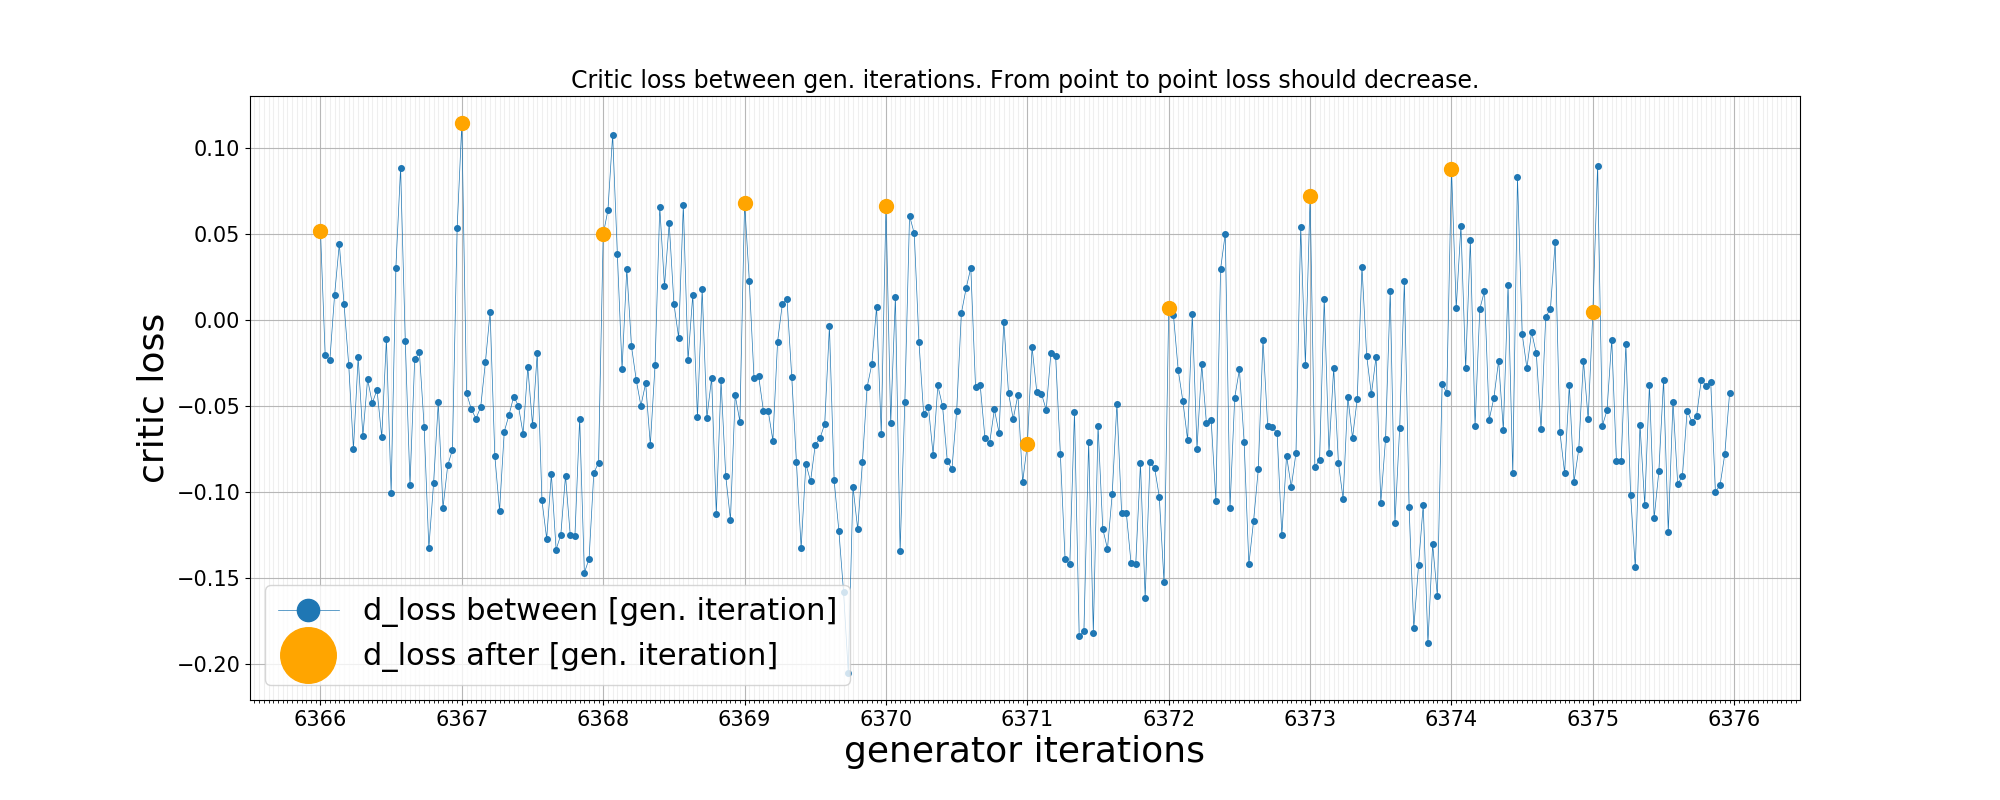 Critic loss between gen. iterations. From point to point loss should decrease.
critic loss
0.10
0.05
0.00
−0.05
−0.10
−0.15
−0.20
d_loss between [gen. iteration]
d_loss after [gen. iteration]
6366 6367 6368 6369 6370 6371 6372 6373 6374 6375 6376
generator iterations